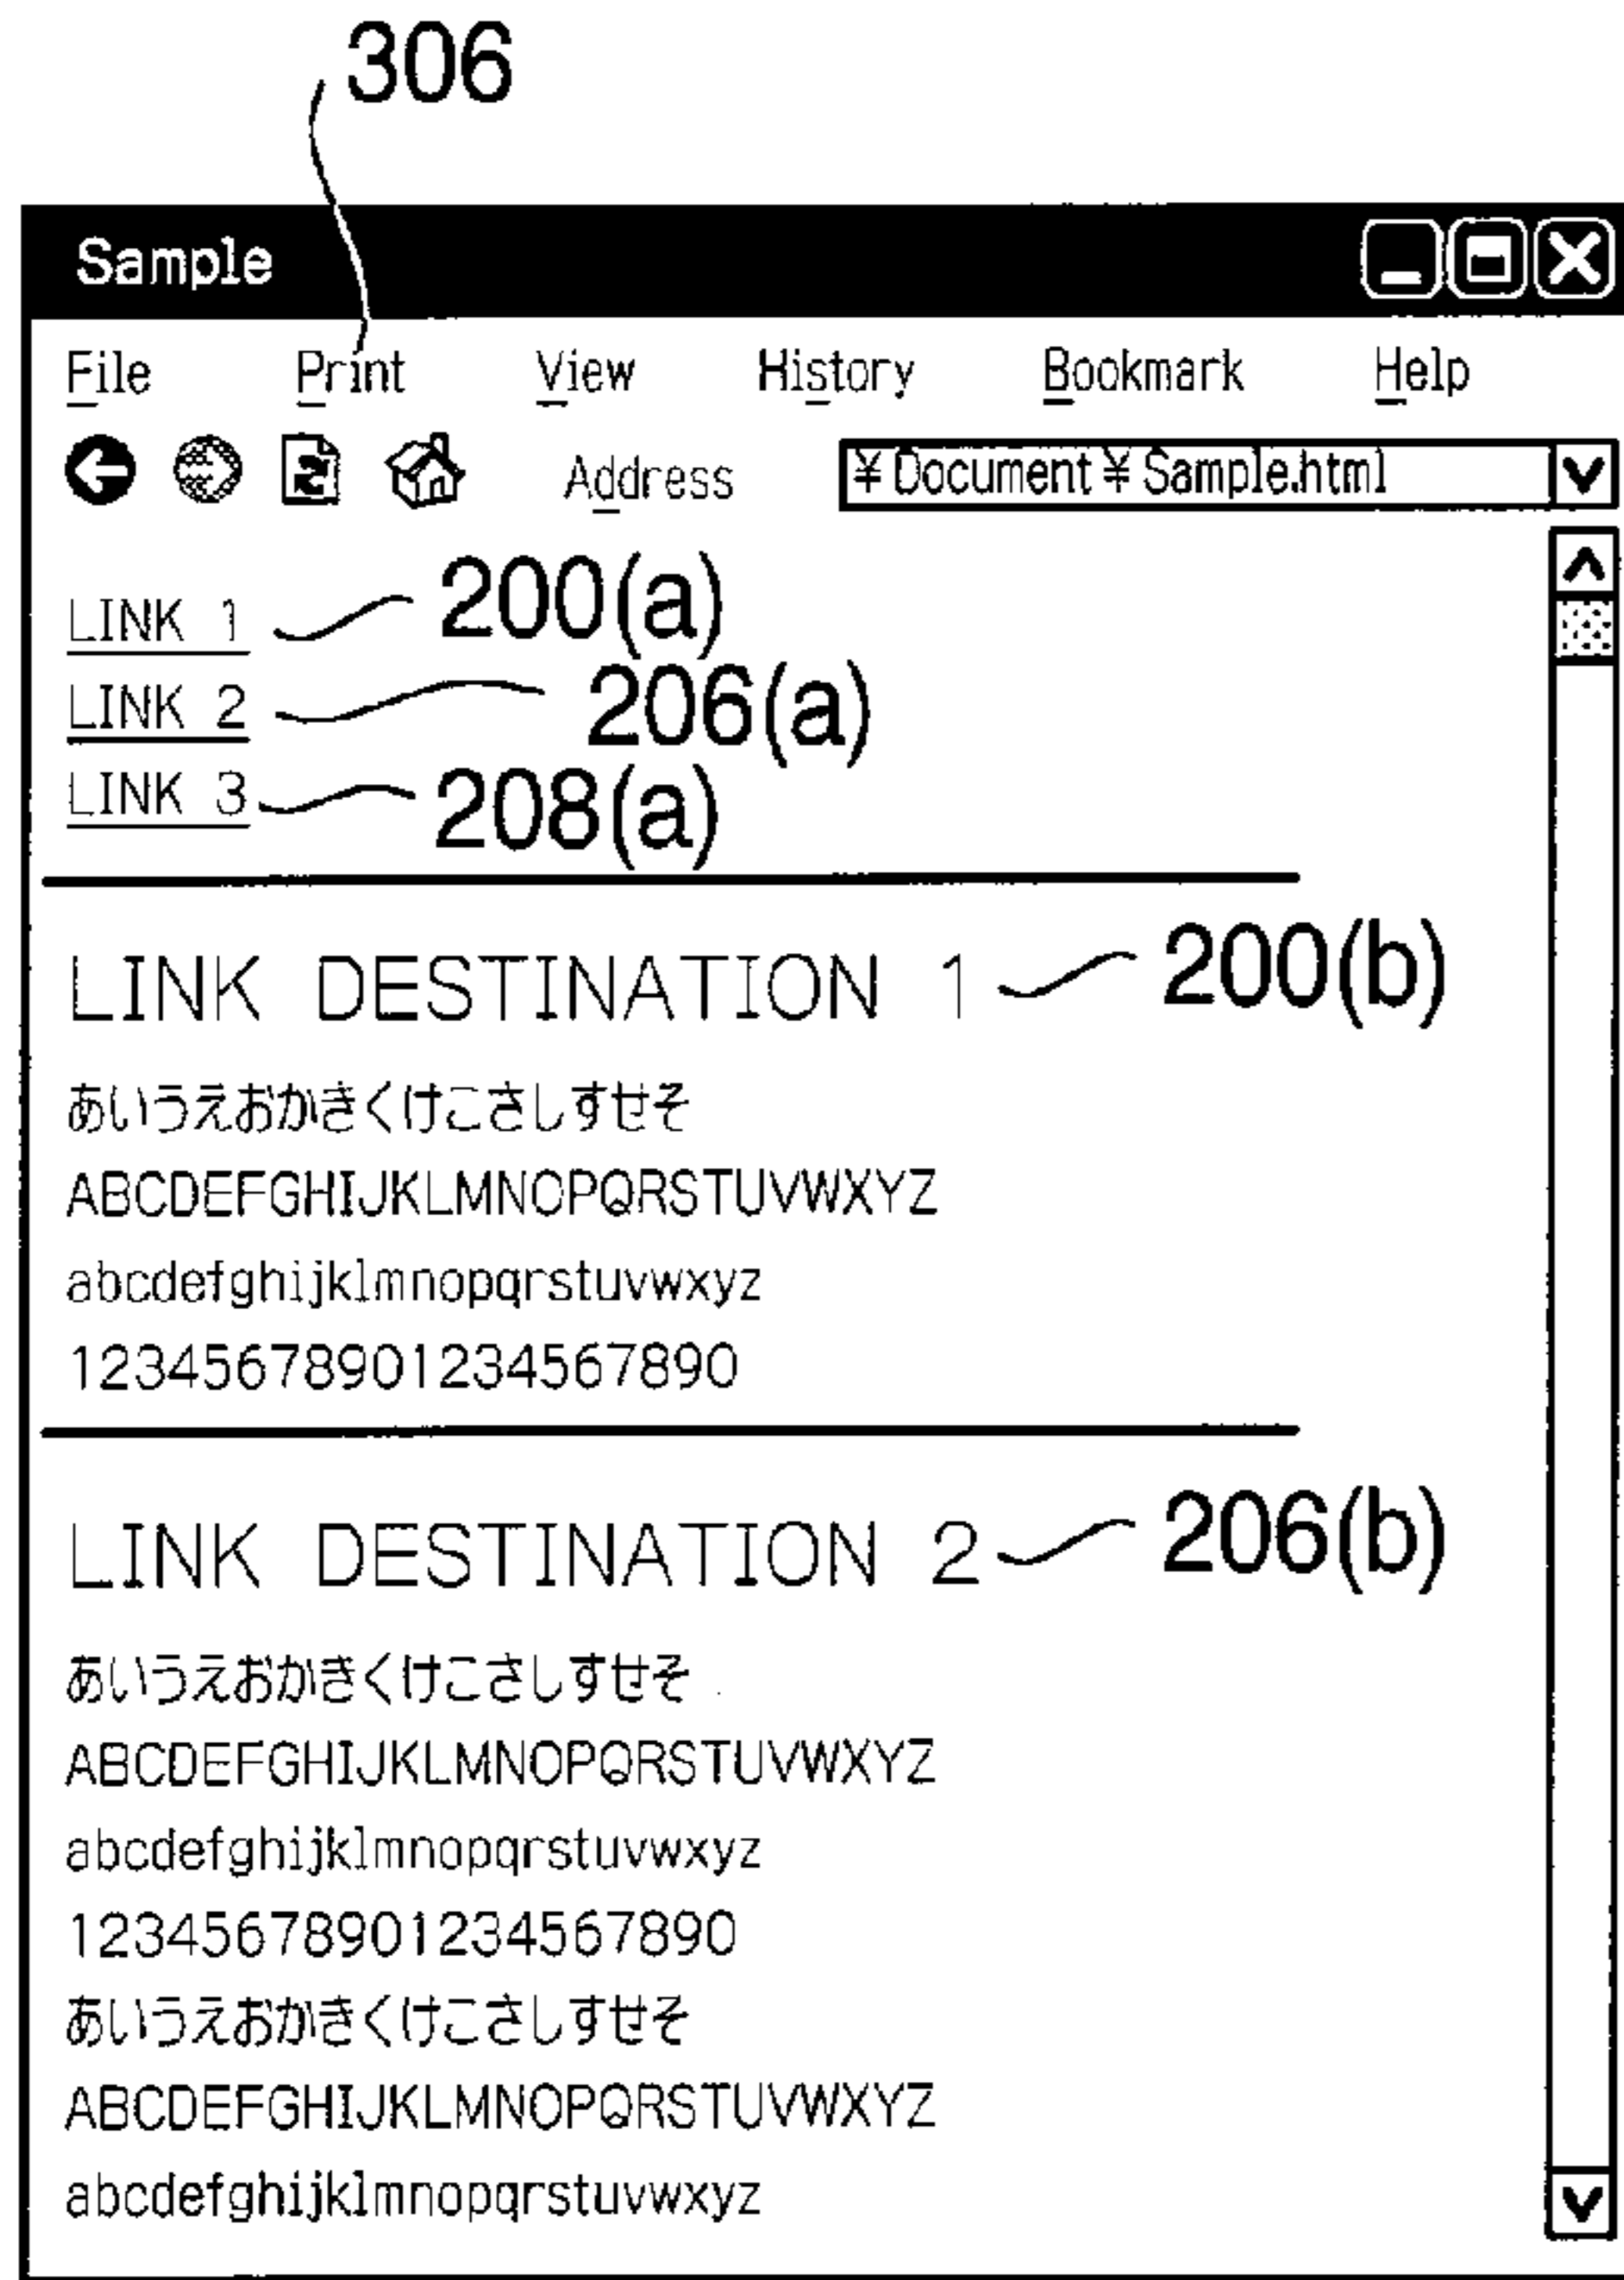 306
Sample
File Print View History Bookmark Help
Address ¥Document¥Sample.html
LINK 1 200(a)
LINK 2 206(a)
LINK 3 208(a)
LINK DESTINATION 1 200(b)
あいうえおかきくけこさしすせそ
ABCDEFGHIJKLMNOPQRSTUVWXYZ
abcdefghijklmnopqrstuvwxyz
12345678901234567890
LINK DESTINATION 2 206(b)
あいうえおかきくけこさしすせそ
ABCDEFGHIJKLMNOPQRSTUVWXYZ
abcdefghijklmnopqrstuvwxyz
12345678901234567890
あいうえおかきくけこさしすせそ
ABCDEFGHIJKLMNOPQRSTUVWXYZ
abcdefghijklmnopqrstuvwxyz